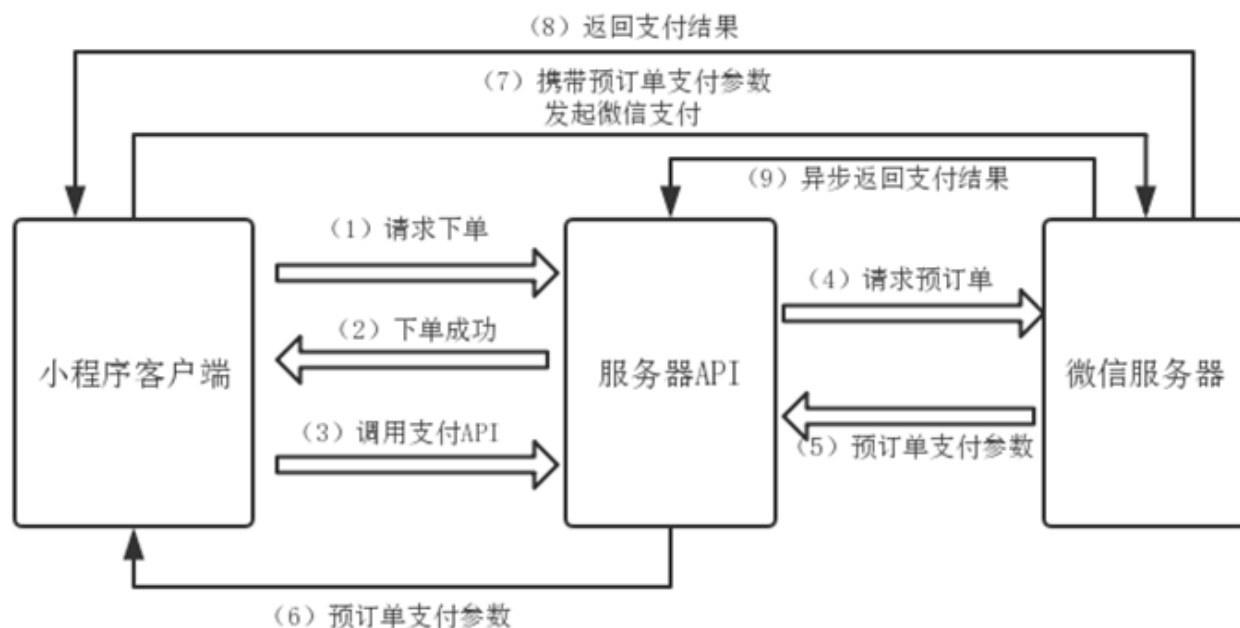 （8）返回支付结果
（7）携带预订单支付参数
发起微信支付
（9）异步返回支付结果
（1）请求下单
（4）请求预订单
（2）下单成功
小程序客户端
服务器API
微信服务器
（3）调用支付API
（5）预订单支付参数
（6）预订单支付参数